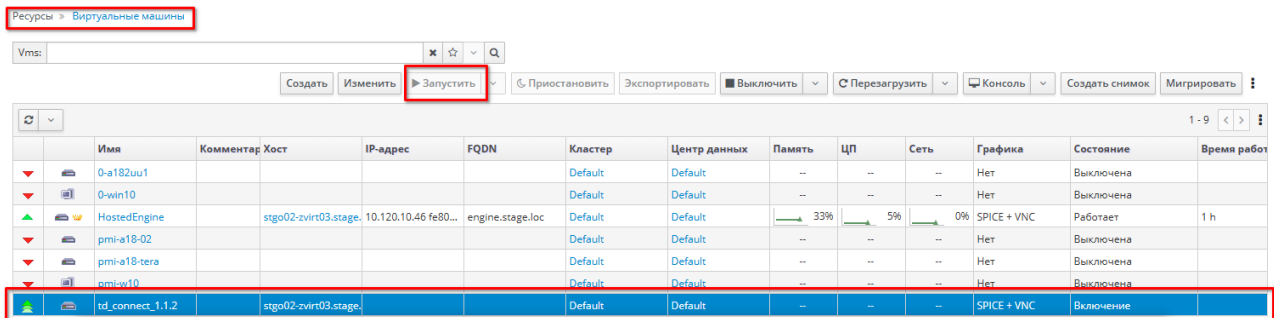 Ресурсы » Виртуальные машины
Vms:
Создать Изменить Запустить Приостановить Экспортировать Выключить Перезагрузить Консоль Создать снимок Мигрировать
1 - 9
Имя Комментар Хост IP-адрес FQDN Кластер Центр данных Память ЦП Сеть Графика Состояние Время работ
0-a182uu1 Default Default -- -- -- Нет Выключена
0-win10 Default Default -- -- -- Нет Выключена
HostedEngine stgo02-zvirt03.stage. 10.120.10.46 fe80... engine.stage.loc Default Default 33% 5% 0% SPICE + VNC Работает 1 h
pmi-a18-02 Default Default -- -- -- Нет Выключена
pmi-a18-tera Default Default -- -- -- Нет Выключена
pmi-w10 Default Default -- -- -- Нет Выключена
td_connect_1.1.2 stgo02-zvirt03.stage. Default Default -- -- -- SPICE + VNC Включение